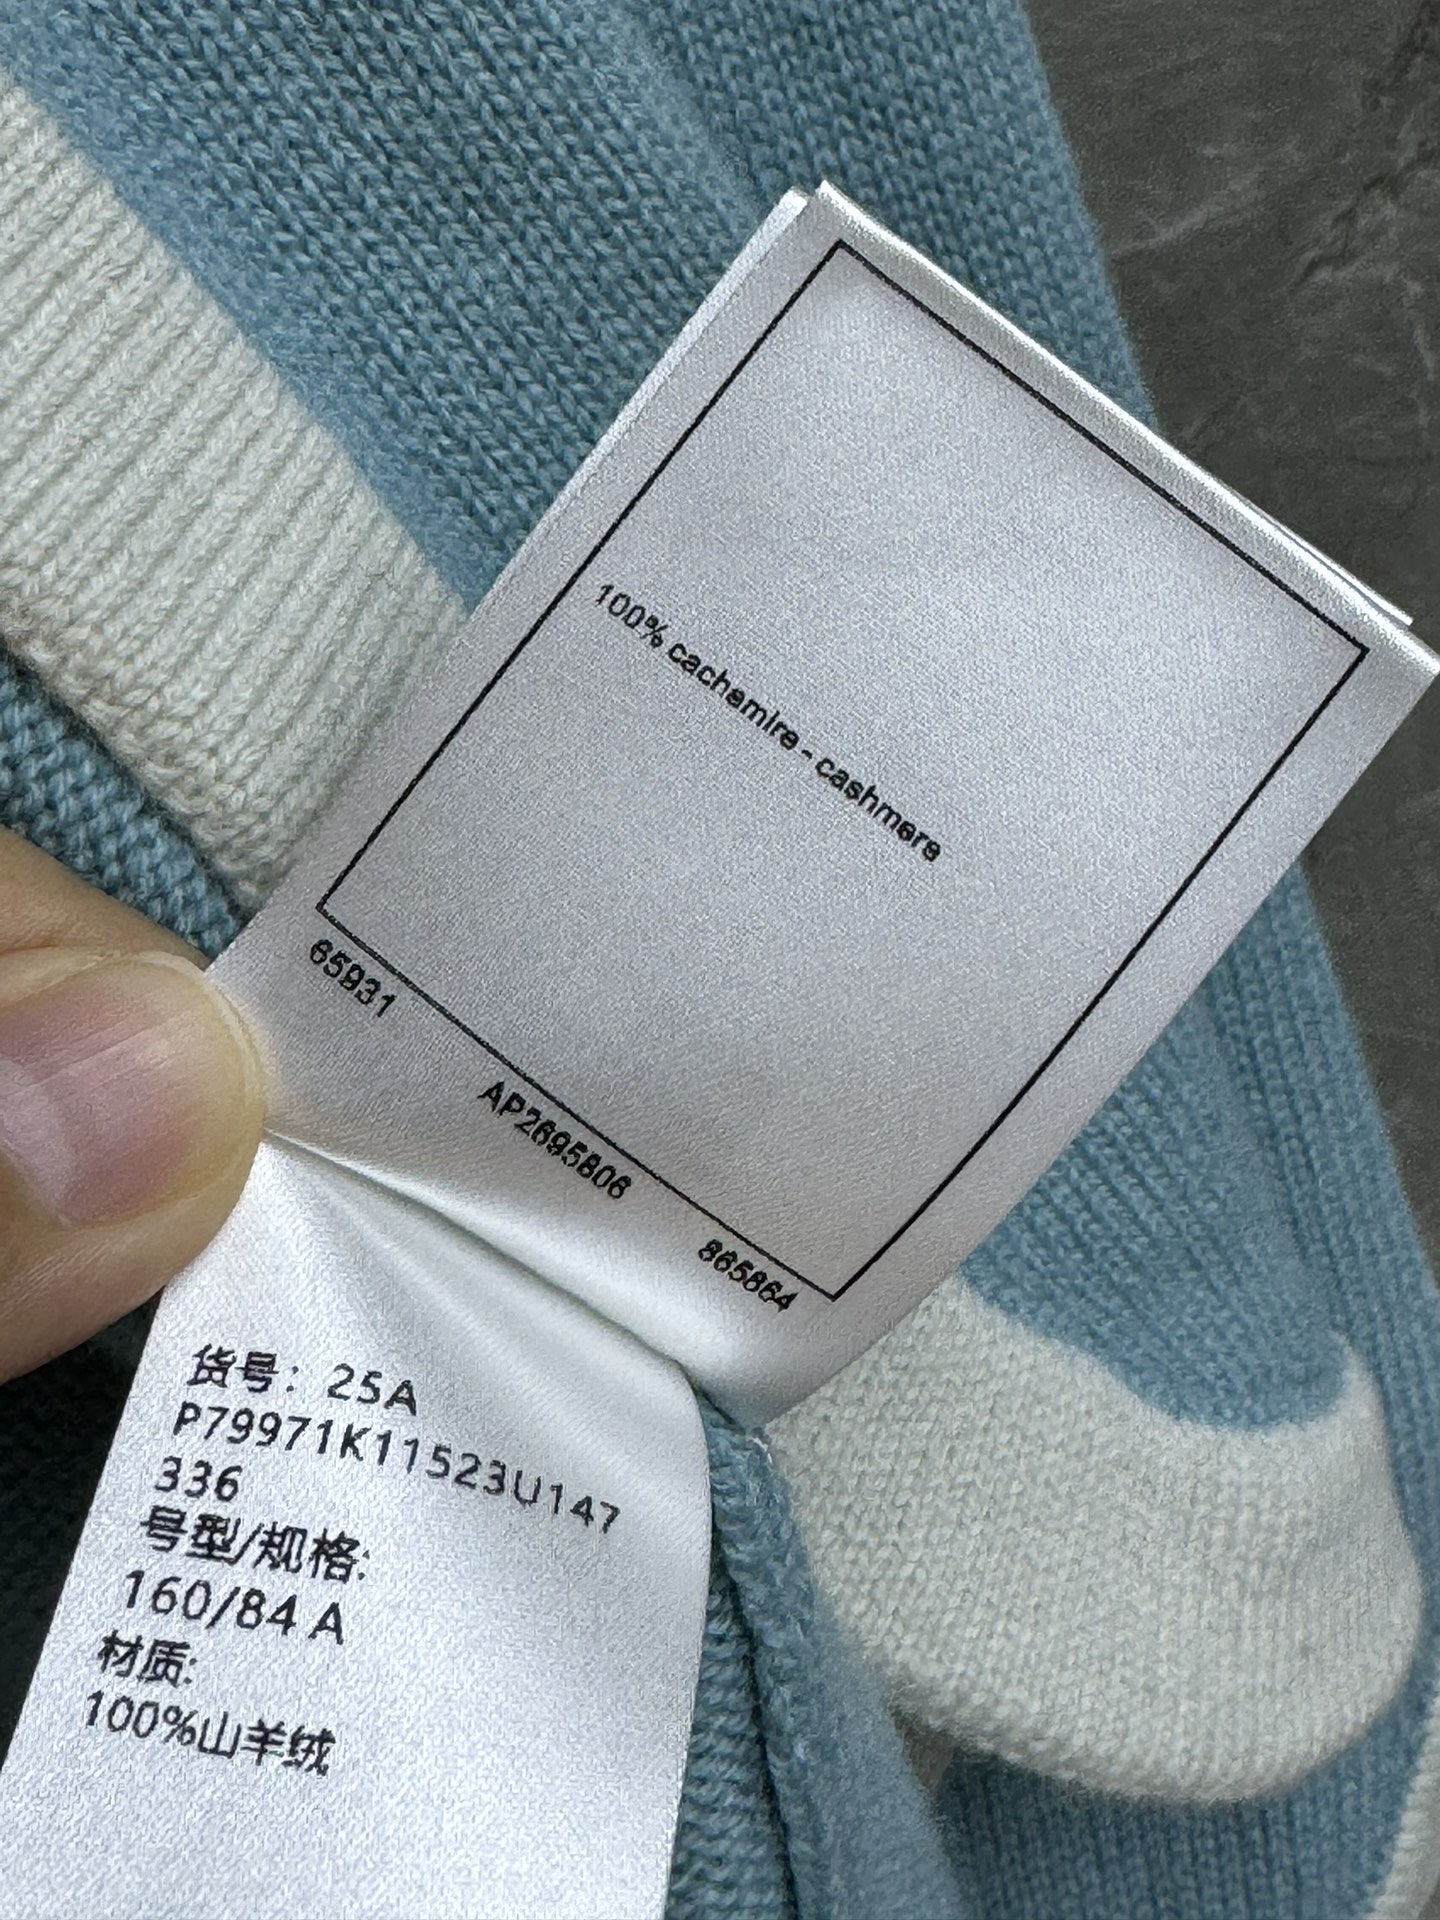 100% cachemire - cashmere
65931
AP2695806
865864
货号: 25A
P79971K11523U147
336
号型/规格:
160/84 A
材质:
100%山羊绒